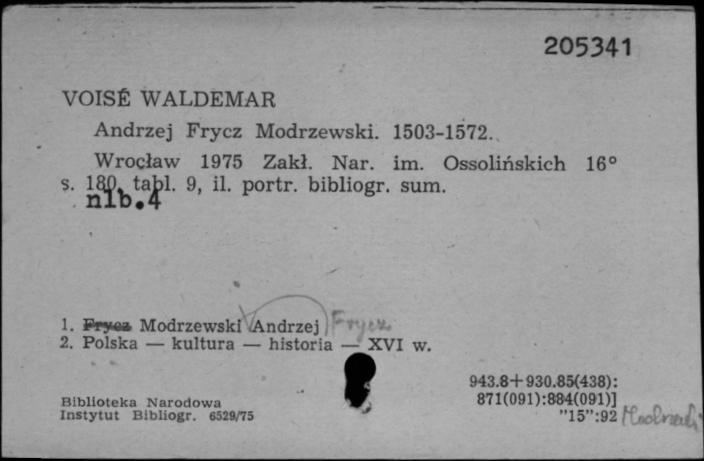 205341
VOISÉ WALDEMAR
Andrzej Frycz Modrzewski. 1503-1572.
Wrocław 1975 Zakł. Nar. im. Ossolińskich 16°
s. 180, tabl. 9, il. portr. bibliogr. sum.
nlb.4
1. Frycz Modrzewski Andrzej Frycz
2. Polska — kultura — historia — XVI w.
943.8+930.85(438):
871(091):884(091)]
"15":92
Biblioteka Narodowa
Instytut Bibliogr. 6529/75